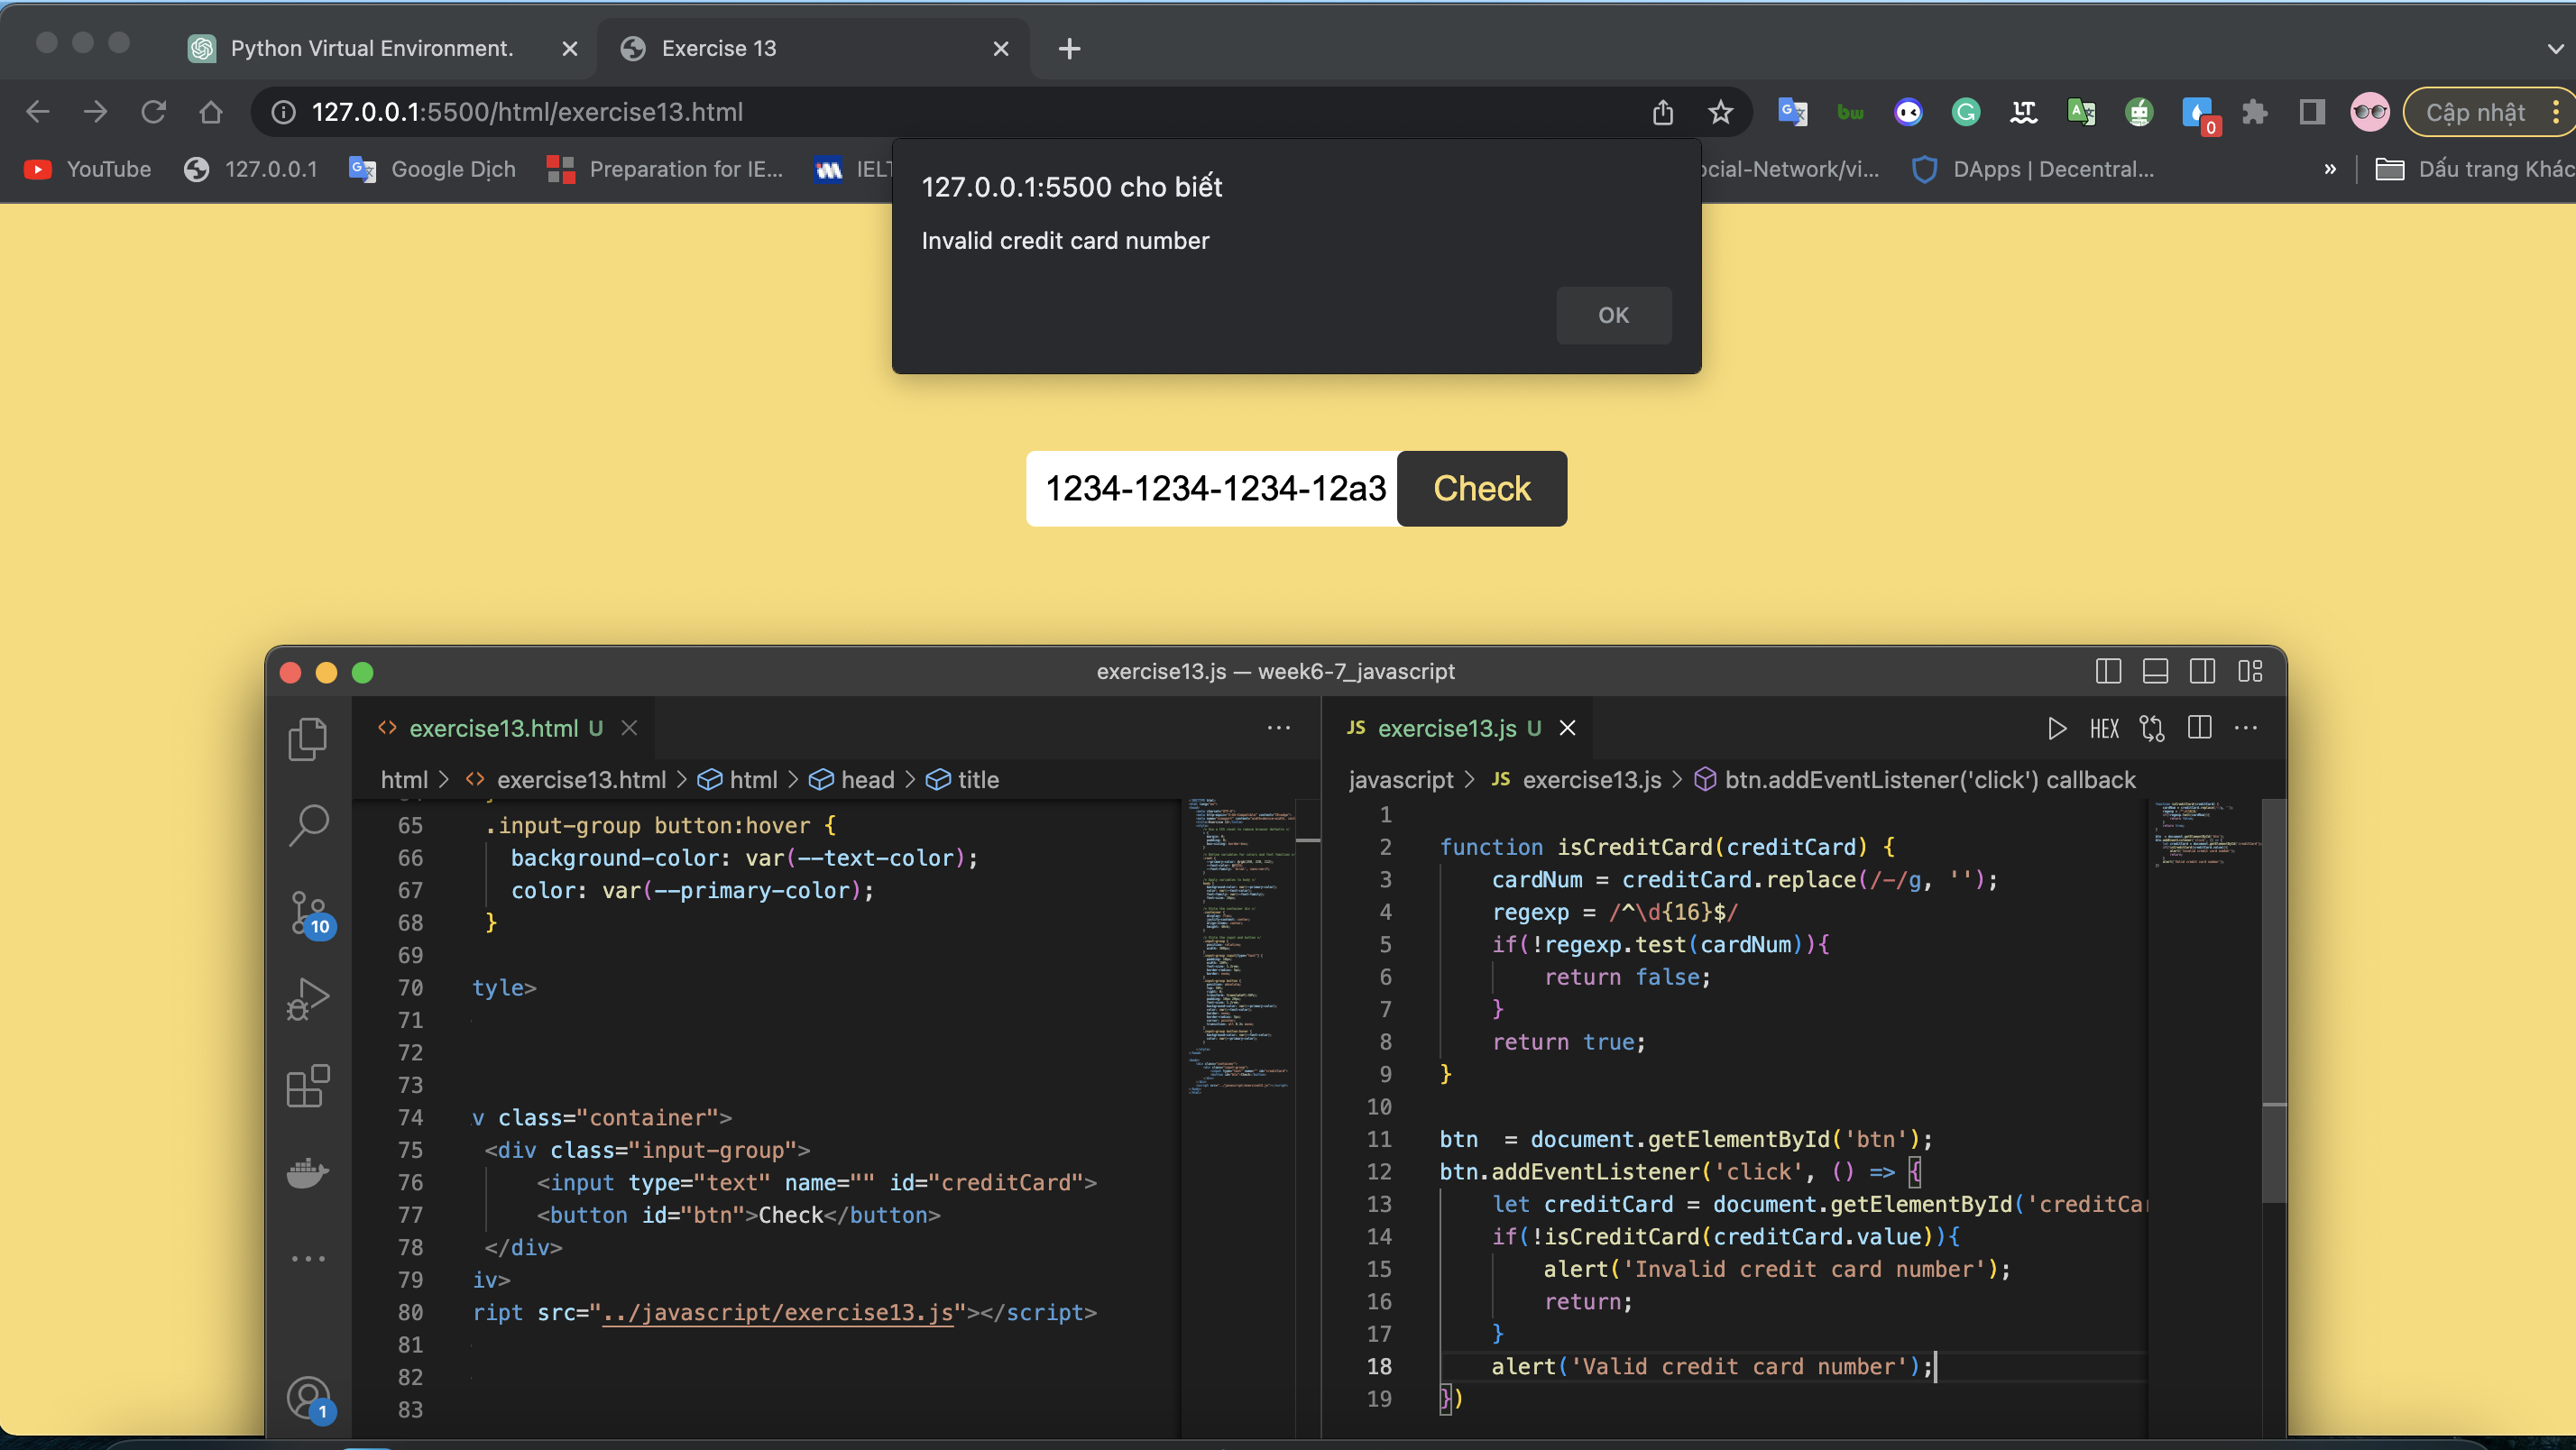 Python Virtual Environment.
Exercise 13
127.0.0.1:5500/html/exercise13.html
bw
LT
0
Cập nhật
YouTube
127.0.0.1
Google Dịch
Preparation for IE...
IELT
ocial-Network/vi...
DApps | Decentral...
»
Dấu trang Khác
127.0.0.1:5500 cho biết
Invalid credit card number
OK
1234-1234-1234-12a3
Check
exercise13.js — week6-7_javascript
exercise13.html U
html > exercise13.html > html > head > title
10
1
65 .input-group button:hover {
66 background-color: var(--text-color);
67 color: var(--primary-color);
68 }
69
70 tyle>
71
72
73
74 v class="container">
75 <div class="input-group">
76 <input type="text" name="" id="creditCard">
77 <button id="btn">Check</button>
78 </div>
79 iv>
80 ript src="../javascript/exercise13.js"></script>
81
82
83
JS exercise13.js U
HEX
javascript > JS exercise13.js > btn.addEventListener('click') callback
1
2 function isCreditCard(creditCard) {
3 cardNum = creditCard.replace(/-/g, '');
4 regexp = /^\d{16}$/
5 if(!regexp.test(cardNum)){
6 return false;
7 }
8 return true;
9 }
10
11 btn  = document.getElementById('btn');
12 btn.addEventListener('click', () => {
13 let creditCard = document.getElementById('creditCar
14 if(!isCreditCard(creditCard.value)){
15 alert('Invalid credit card number');
16 return;
17 }
18 alert('Valid credit card number');
19 })